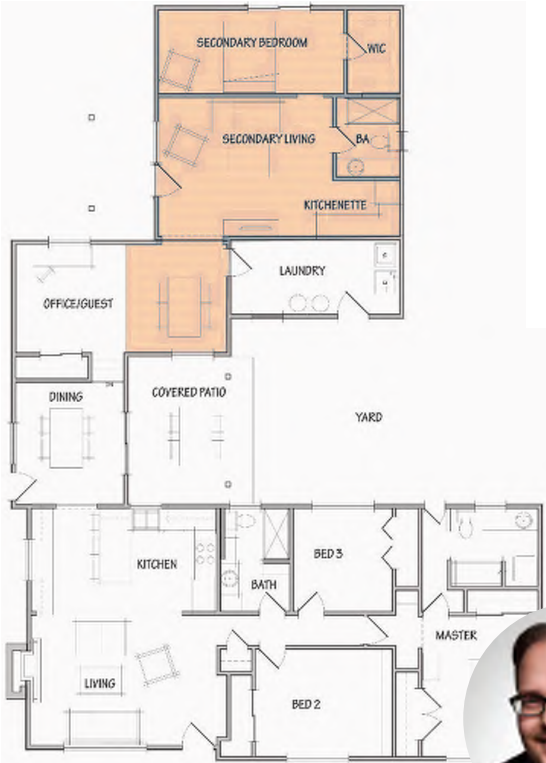 SECONDARY BEDROOM
WIC
SECONDARY LIVING
BA
KITCHENETTE
LAUNDRY
OFFICE/GUEST
DINING
COVERED PATIO
YARD
KITCHEN
BATH
BED 3
MASTER
LIVING
BED 2